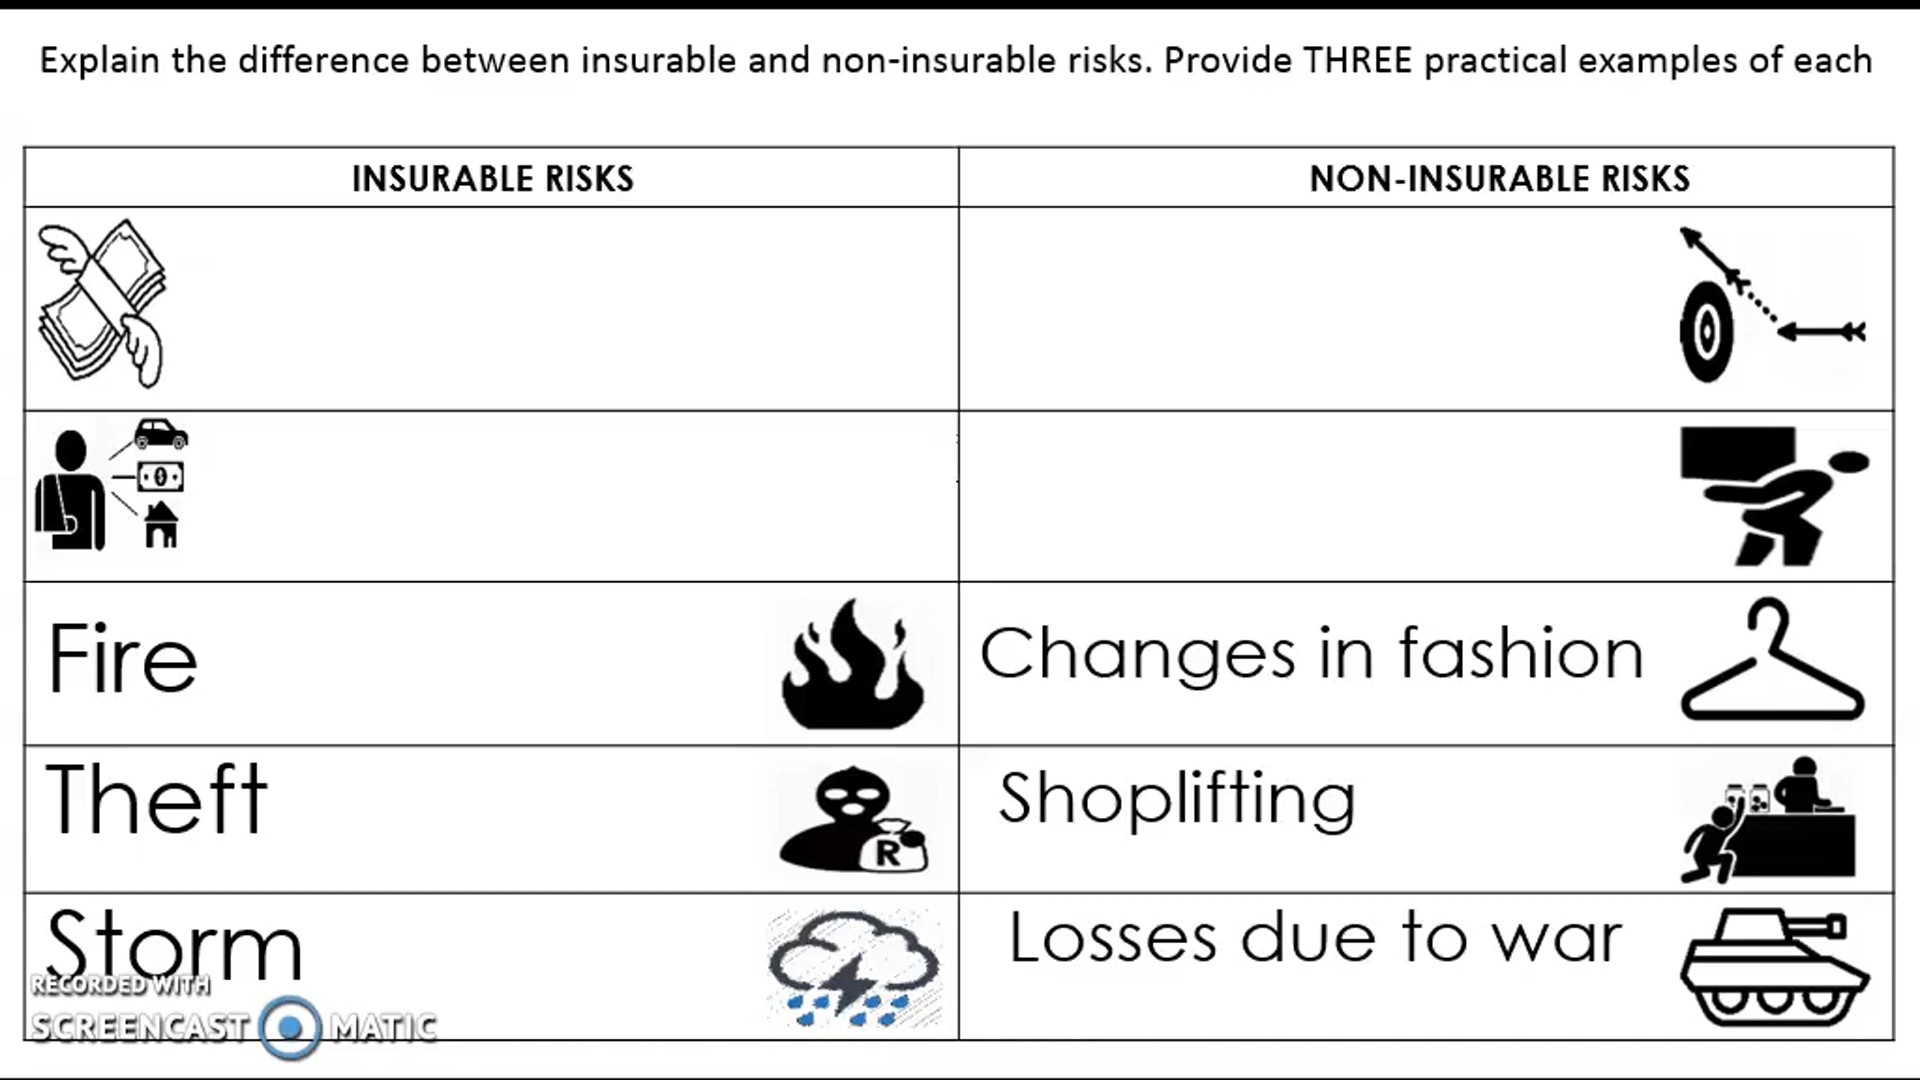 Explain the difference between insurable and non-insurable risks. Provide THREE practical examples of each
INSURABLE RISKS
NON-INSURABLE RISKS
0
Fire
Changes in fashion
Theft
R
Shoplifting
Storm
Losses due to war
RECORDED WITH
SCREENCAST MATIC